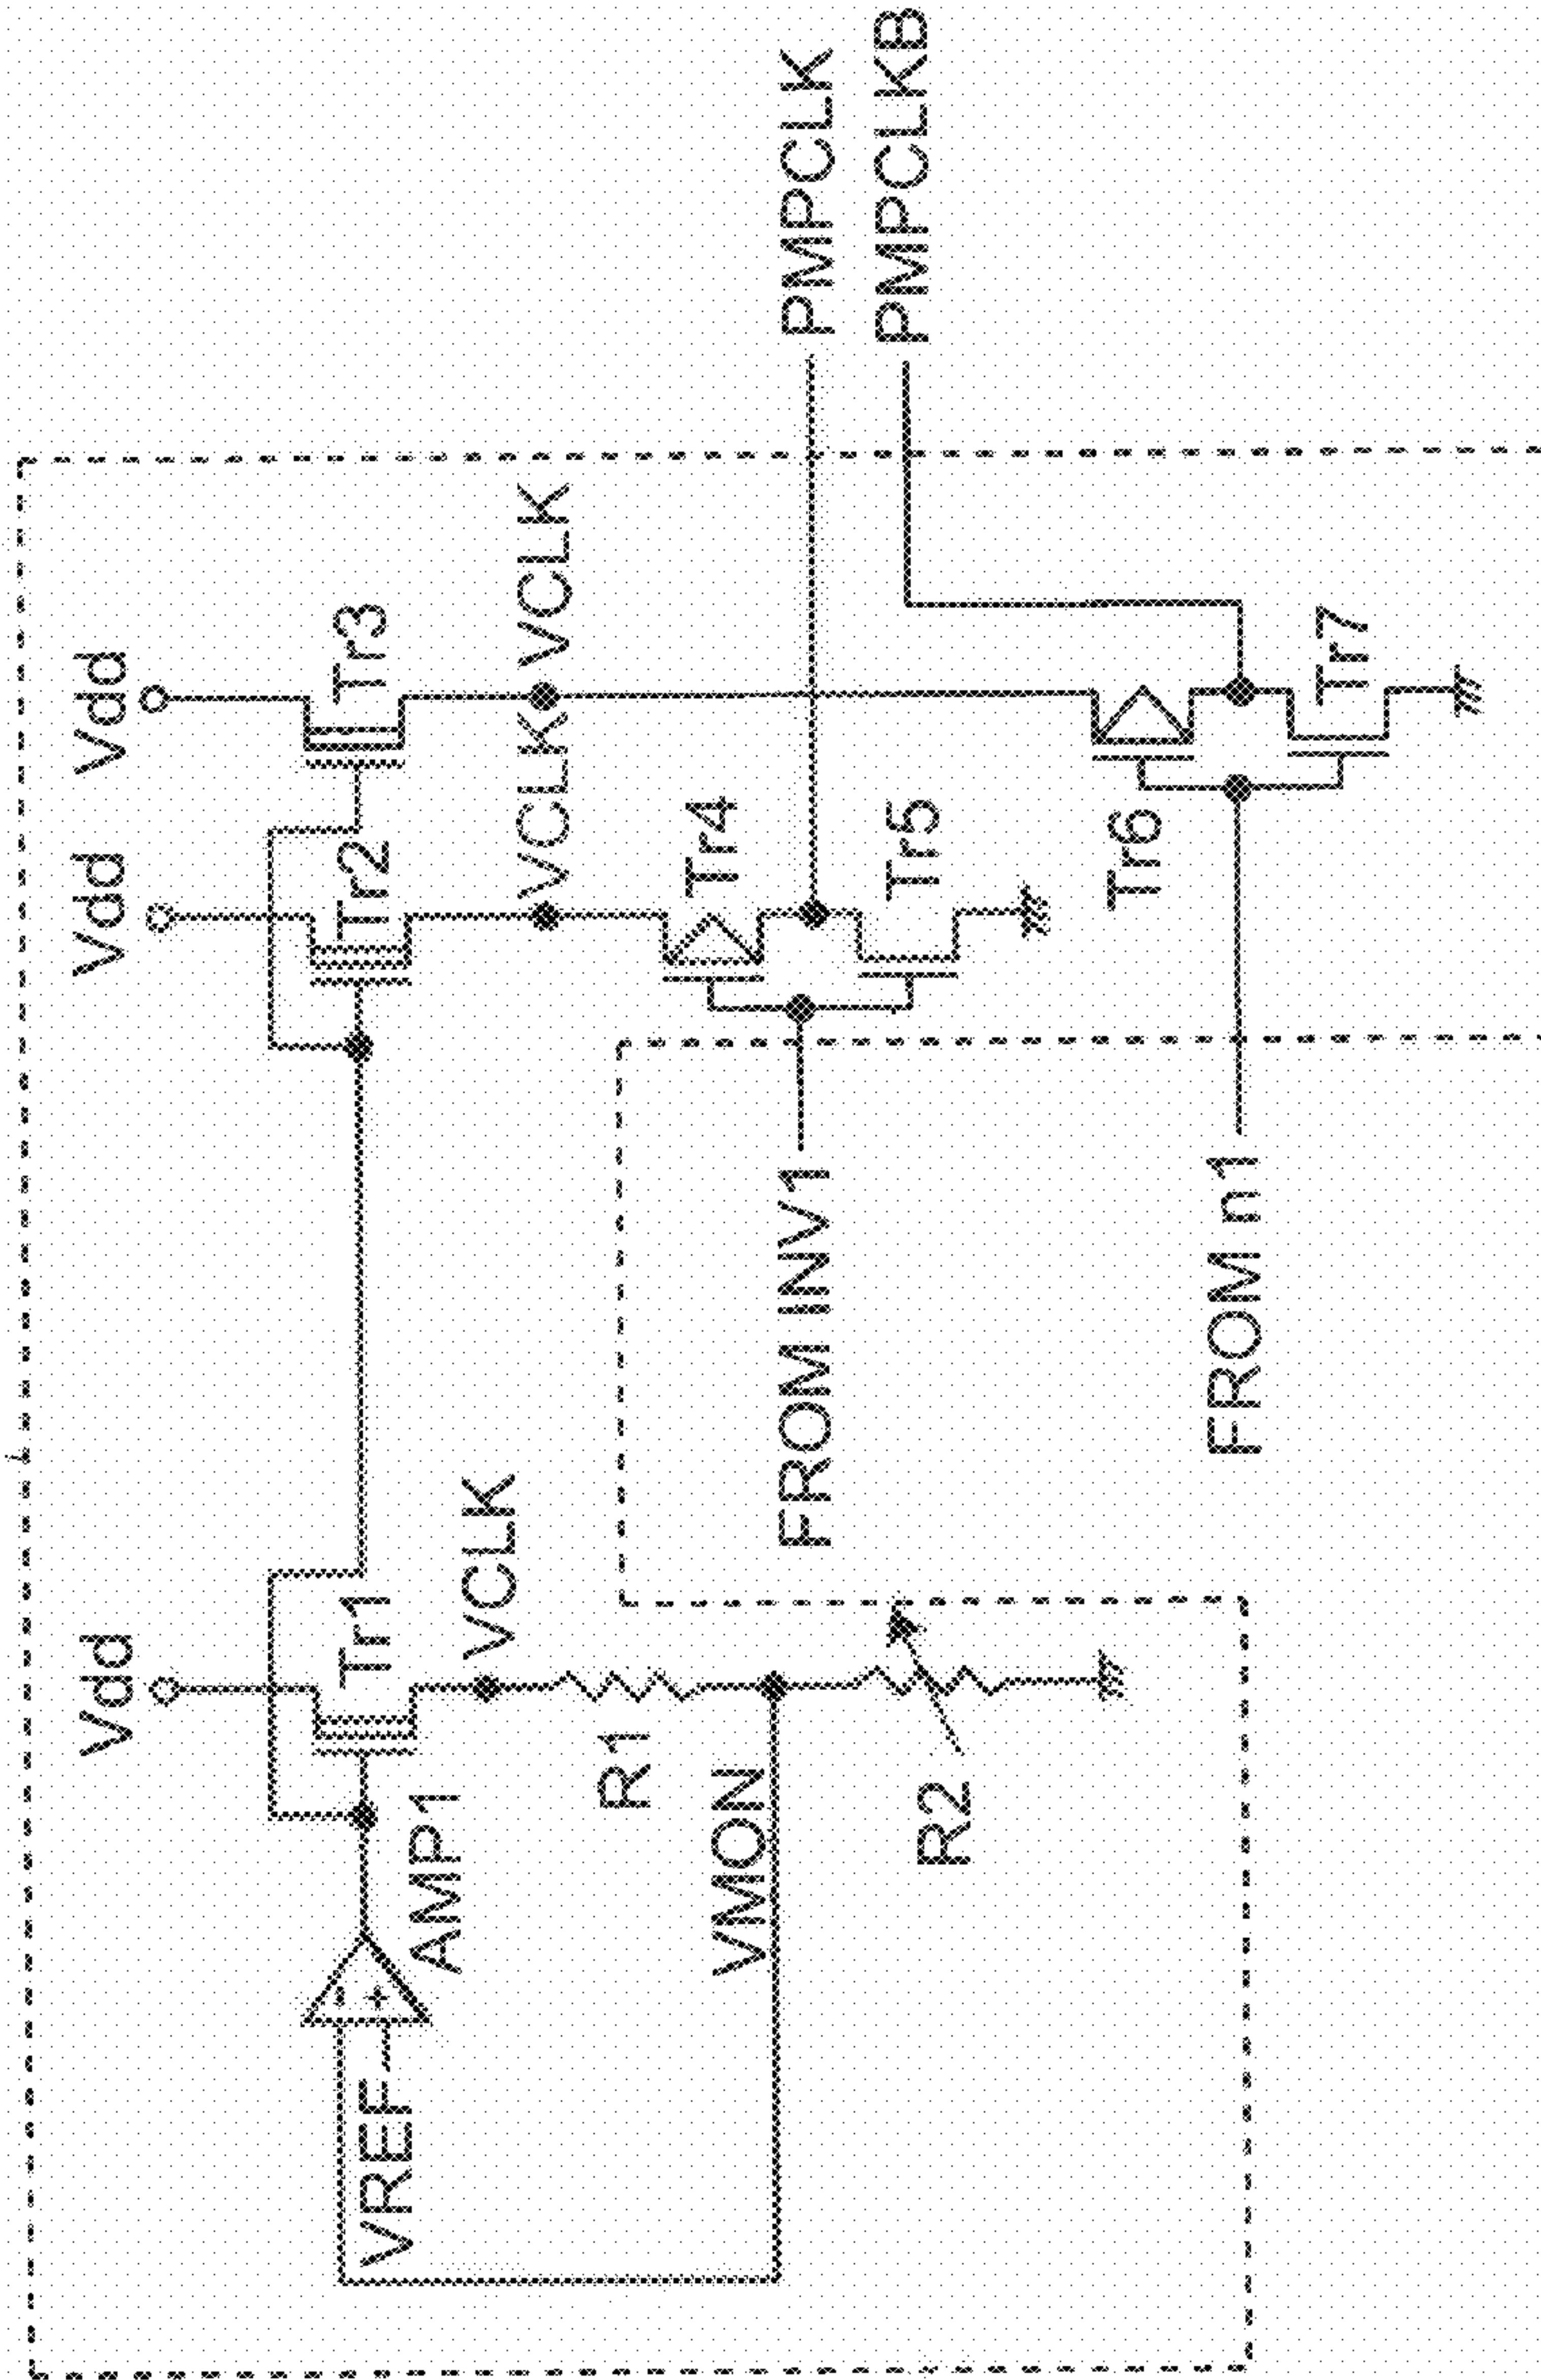 Vdd
Vdd
Vdd
Tr1
Tr2
Tr3
VREF
-
+
AMP1
VCLK
VCLK
VCLK
R1
VMON
R2
Tr4
Tr5
FROM INV1
PMPCLK
PMPCLKB
Tr6
Tr7
FROM n1